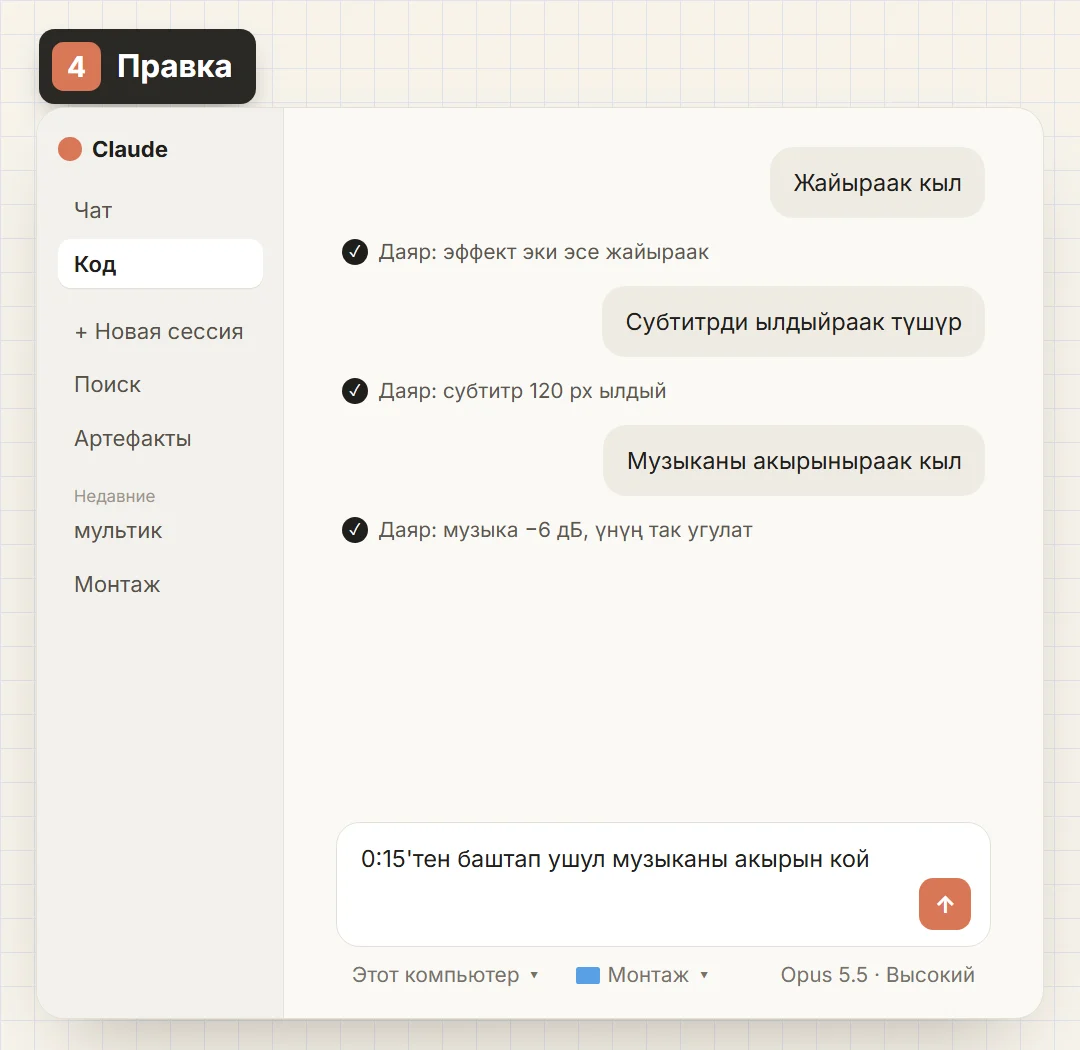 4 Правка
Claude
Чат
Код
+ Новая сессия
Поиск
Артефакты
Недавние
мультик
Монтаж
Жайыраак кыл
Даяр: эффект эки эсе жайыраак
Субтитрди ылдыйраак түшүр
Даяр: субтитр 120 px ылдый
Музыканы акырыныраак кыл
Даяр: музыка −6 дБ, үнүң так угулат
0:15'тен баштап ушул музыканы акырын кой
Этот компьютер
Монтаж
Opus 5.5 · Высокий